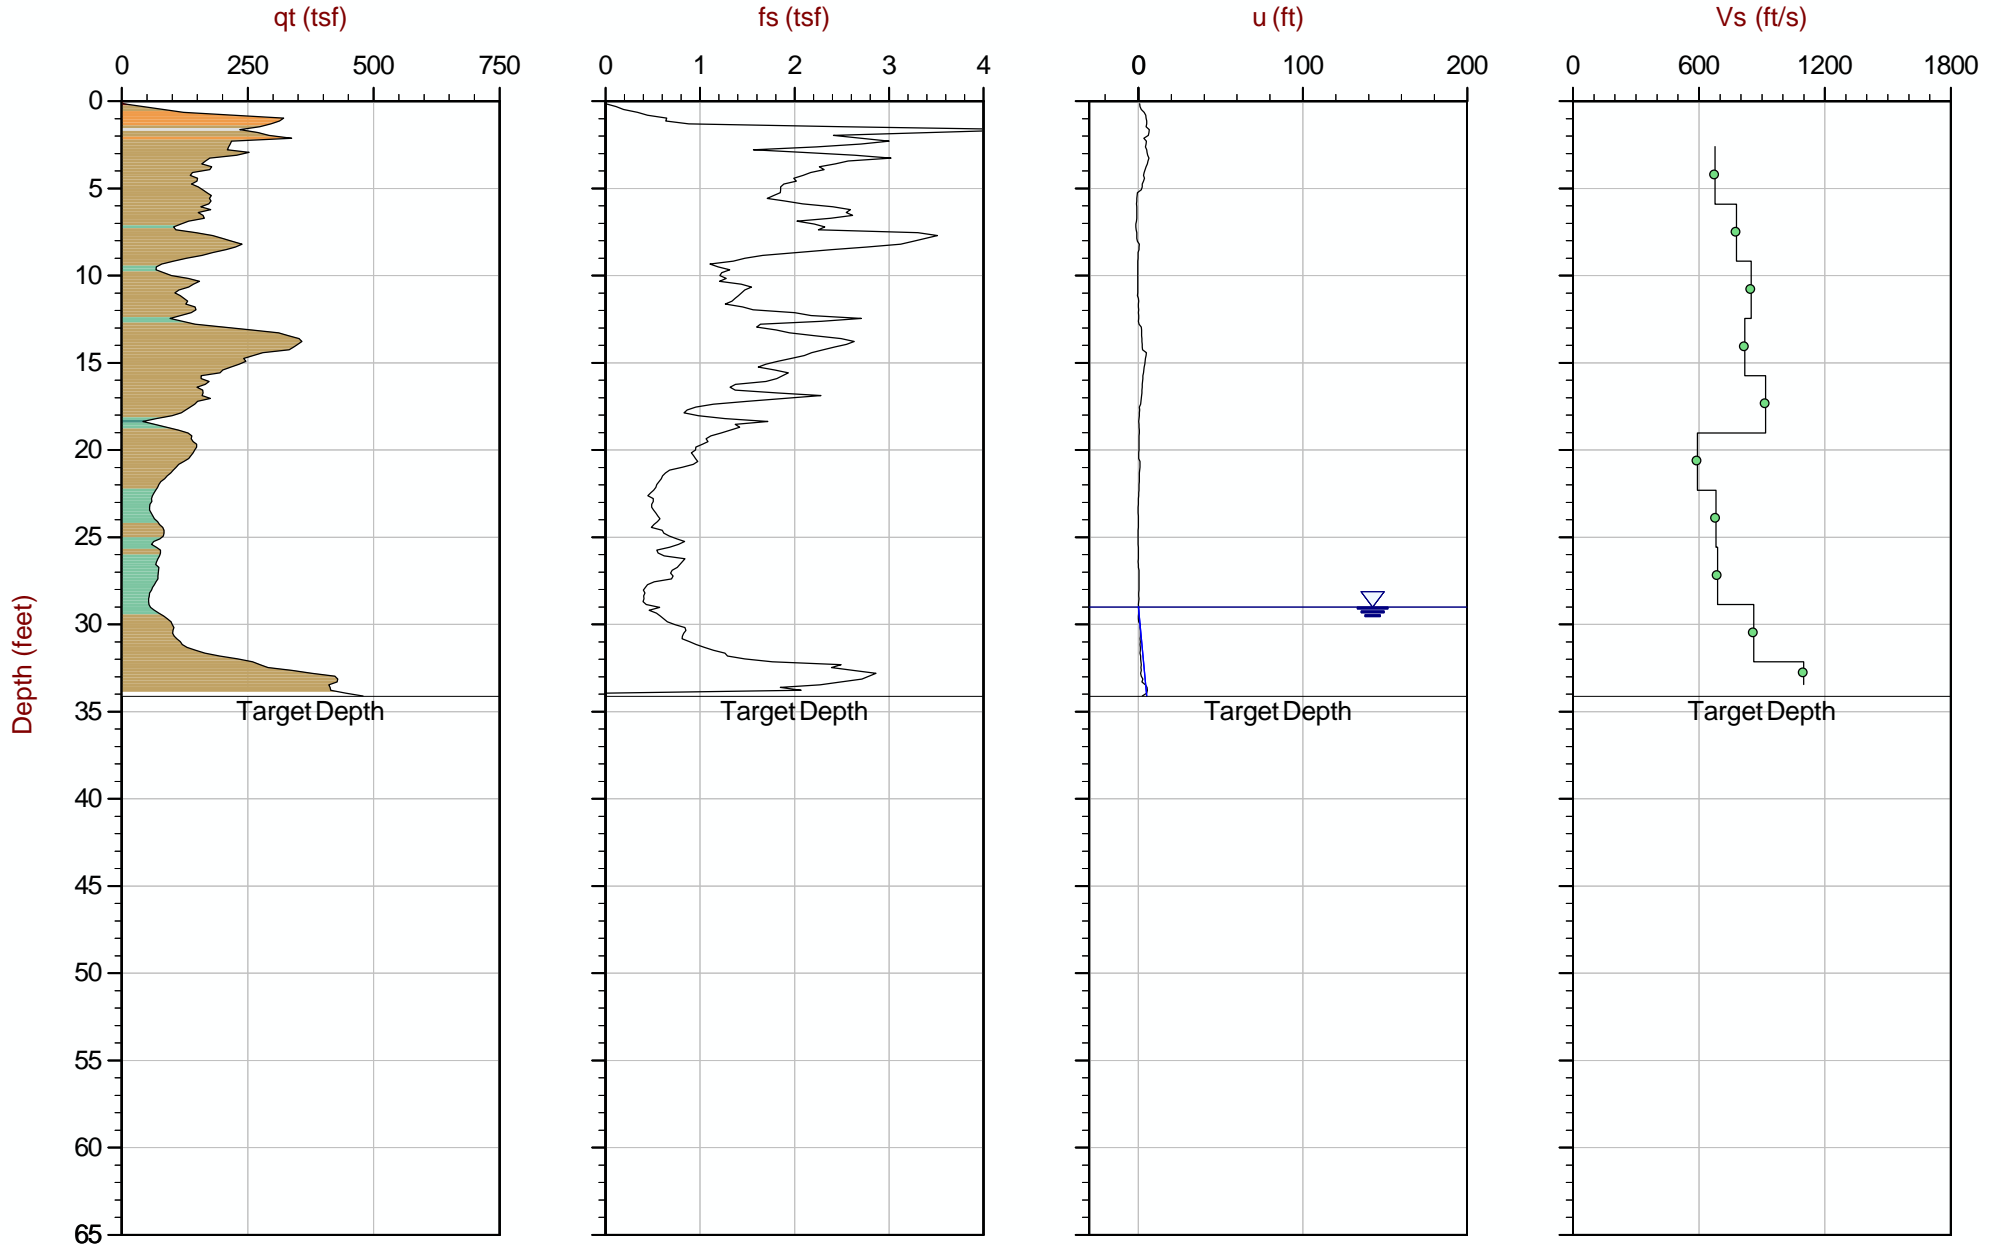 qt (tsf)
fs (tsf)
u (ft)
Vs (ft/s)
0 250 500 750
0 1 2 3 4
0 100 200
0 600 1200 1800
0
5
10
15
20
25
30
35
40
45
50
55
60
65
Depth (feet)
Target Depth
Target Depth
Target Depth
Target Depth